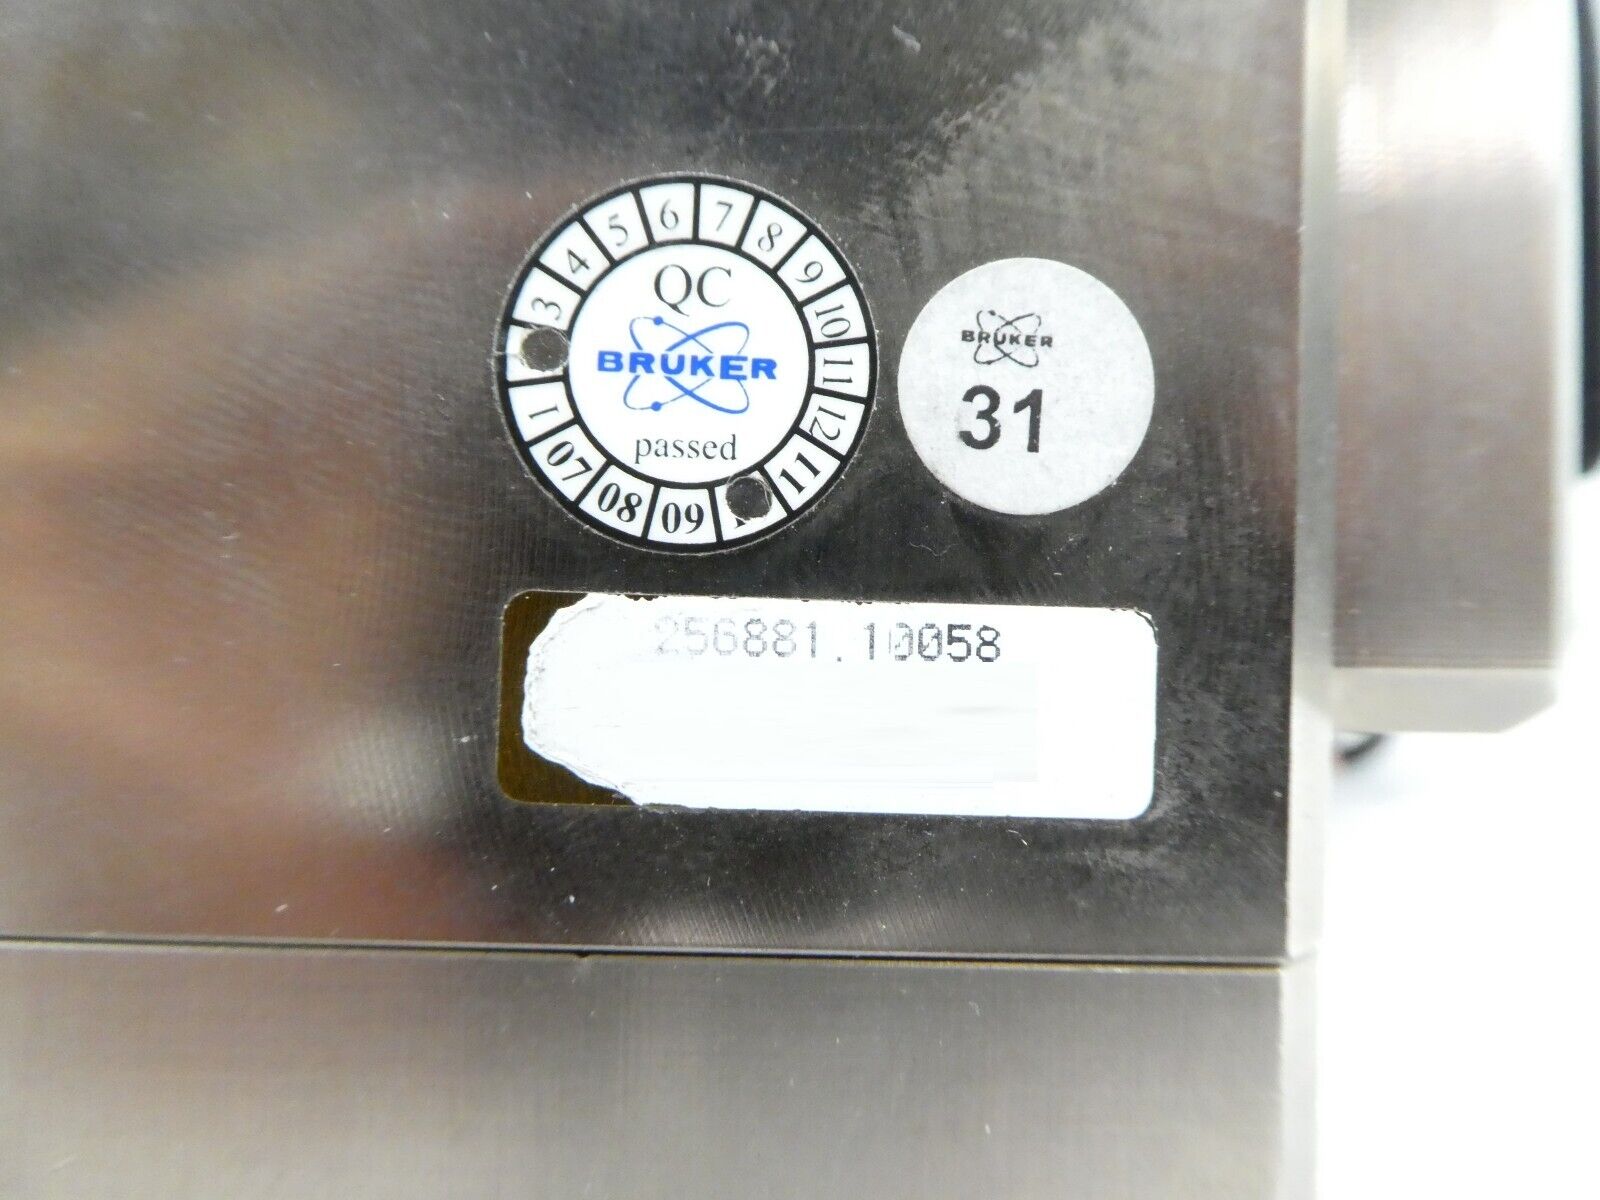 QC
BRUKER
passed
1 3 4 5 6 7 8 9 10 11 12
07 08 09 11
BRUKER
31
256881.10058